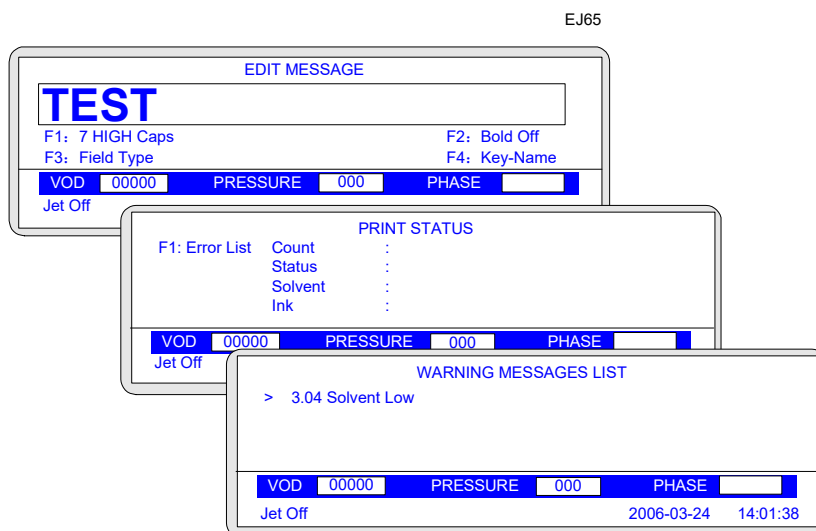 EJ65
EDIT MESSAGE
TEST
F1: 7 HIGH Caps F2: Bold Off
F3: Field Type F4: Key-Name
VOD 00000 PRESSURE 000 PHASE
Jet Off
PRINT STATUS
F1: Error List Count :
Status :
Solvent :
Ink :
VOD 00000 PRESSURE 000 PHASE
Jet Off
WARNING MESSAGES LIST
> 3.04 Solvent Low
VOD 00000 PRESSURE 000 PHASE
Jet Off 2006-03-24 14:01:38